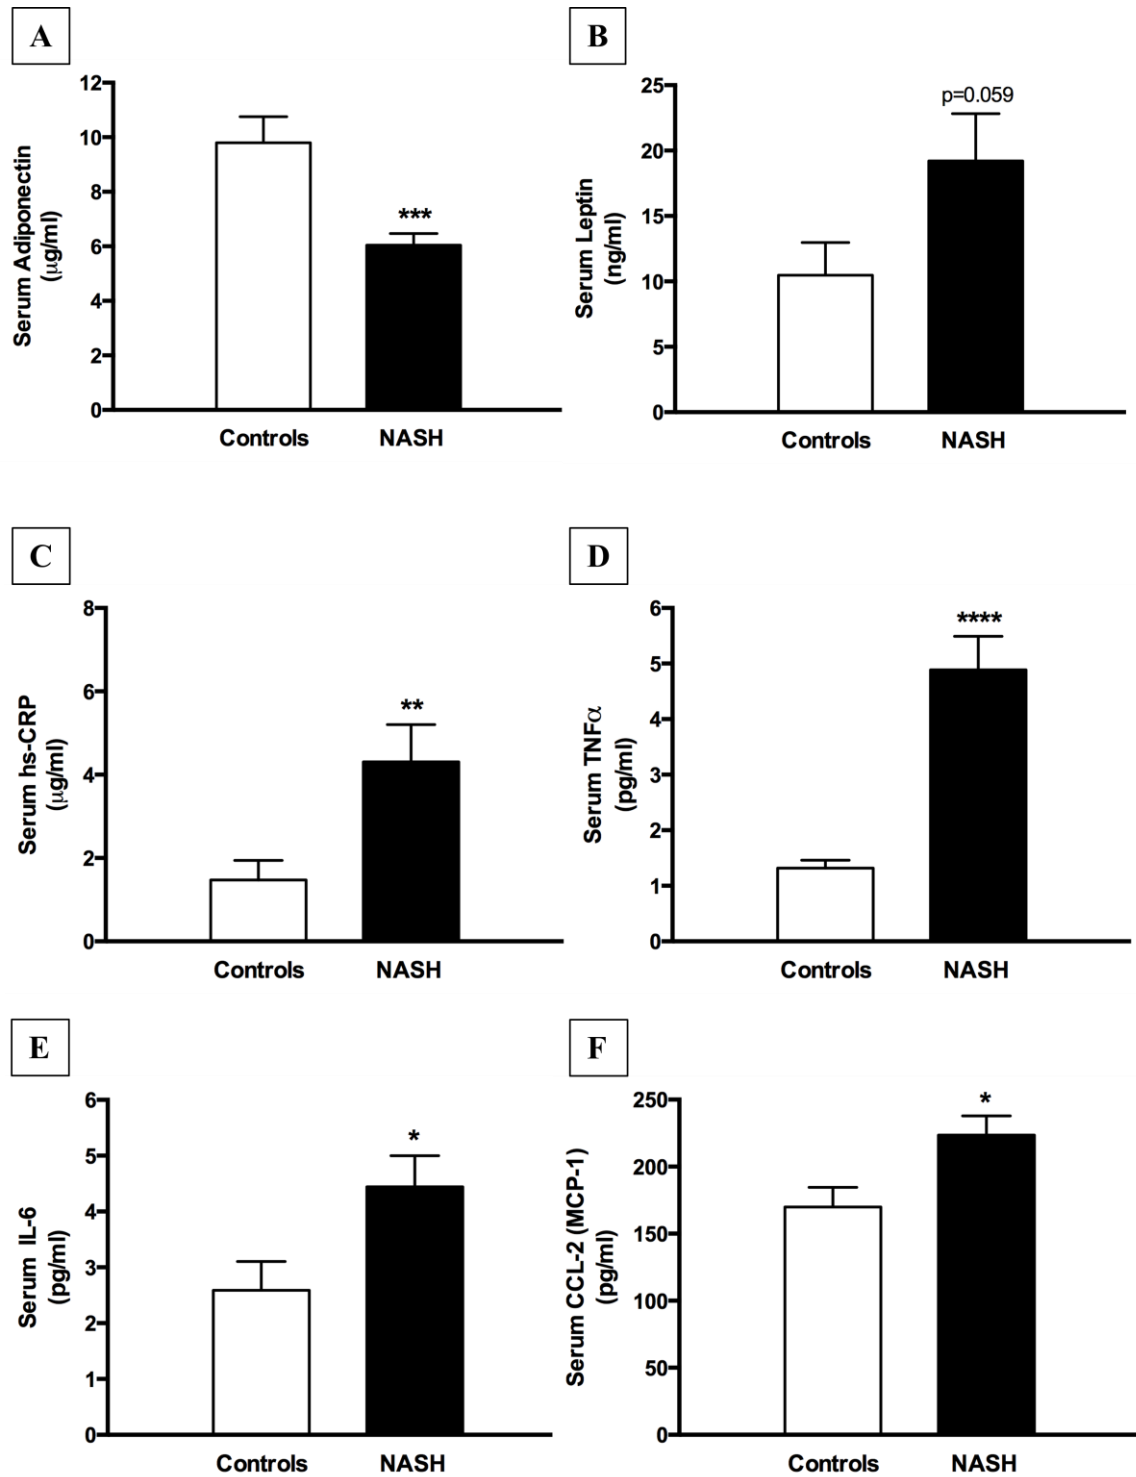 A
12
10
8
6
4
2
0
Serum Adiponectin
(μg/ml)
***
Controls
NASH
B
25
20
15
10
5
0
Serum Leptin
(ng/ml)
p=0.059
Controls
NASH
C
8
6
4
2
0
Serum hs-CRP
(μg/ml)
**
Controls
NASH
D
6
5
4
3
2
1
0
Serum TNFα
(pg/ml)
****
Controls
NASH
E
6
5
4
3
2
1
0
Serum IL-6
(pg/ml)
*
Controls
NASH
F
250
200
150
100
50
0
Serum CCL-2 (MCP-1)
(pg/ml)
*
Controls
NASH